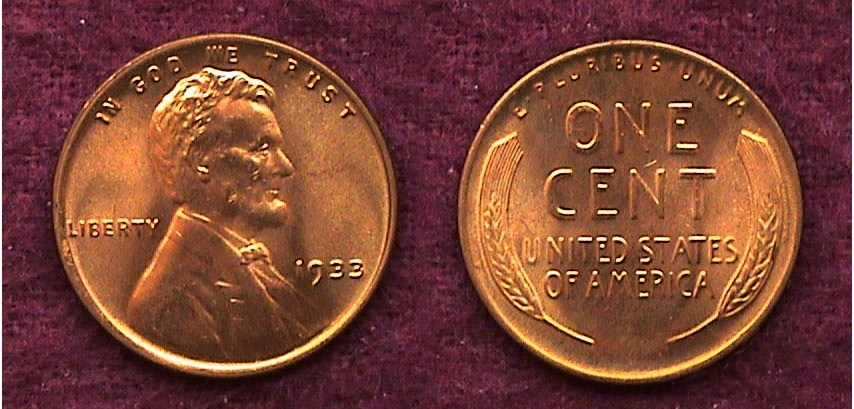 IN GOD WE TRUST
LIBERTY
1933
E·PLURIBUS·UNUM
ONE
CENT
UNITED STATES
OF AMERICA